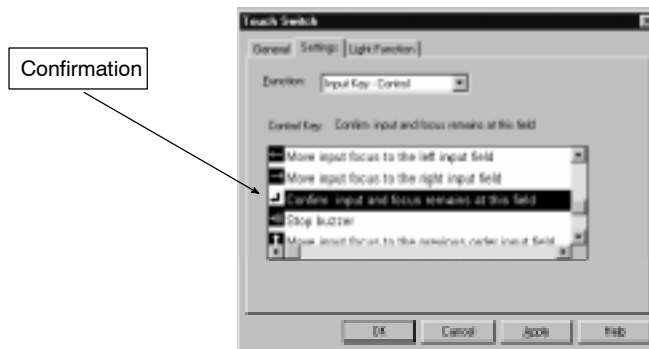 Touch Switch
General Settings Light Function
Confirmation
Function: Input Key - Control
Control Key: Confirm input and focus remains at this field
Move input focus to the left input field
Move input focus to the right input field
Confirm input and focus remains at this field
Stop buzzer
Move input focus to the previous order input field
OK Cancel Apply Help